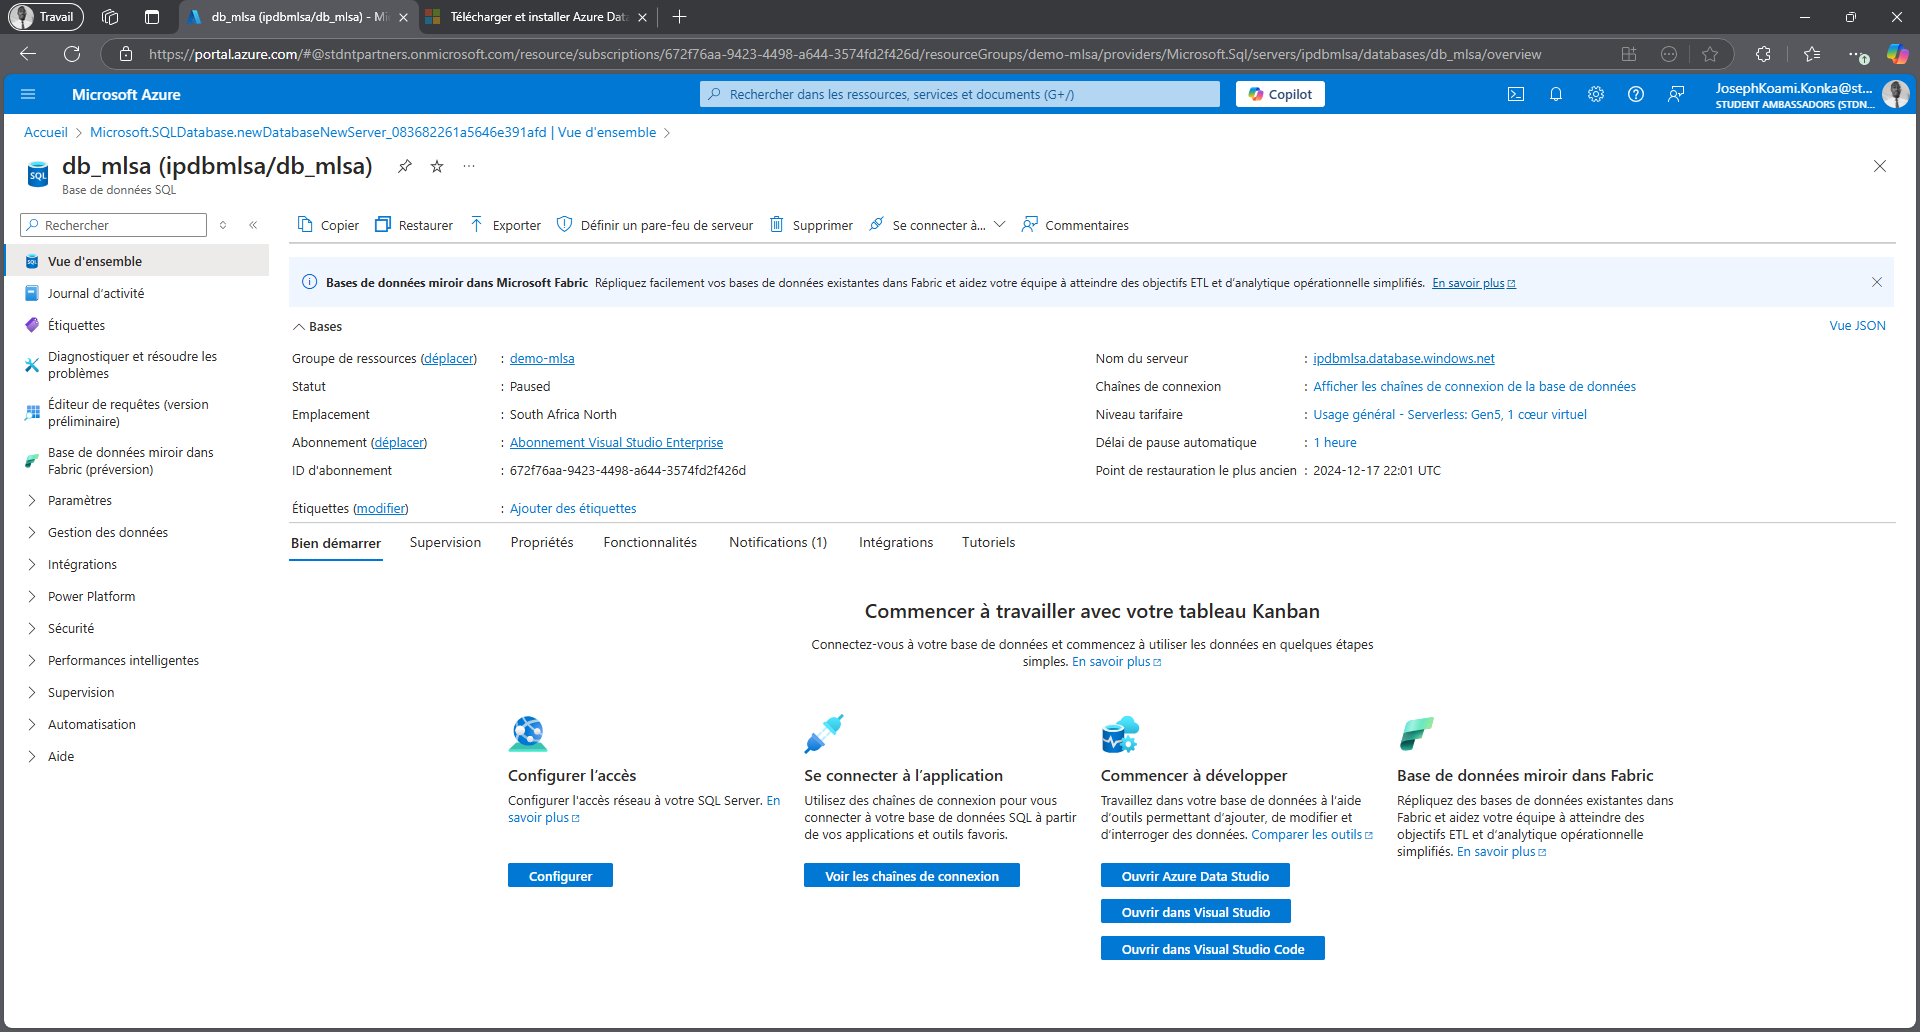 Travail
db_mlsa (ipdbmlsa/db_mlsa) - Mi
Télécharger et installer Azure Dat
https://portal.azure.com/#@stdntpartners.onmicrosoft.com/resource/subscriptions/672f76aa-9423-4498-a644-3574fd2f426d/resourceGroups/demo-mlsa/providers/Microsoft.Sql/servers/ipdbmlsa/databases/db_mlsa/overview
Microsoft Azure
Rechercher dans les ressources, services et documents (G+/)
Copilot
JosephKoami.Konka@st...
STUDENT AMBASSADORS (STDN...
Accueil > Microsoft.SQLDatabase.newDatabaseNewServer_083682261a5646e391afd | Vue d'ensemble >
SQL
db_mlsa (ipdbmlsa/db_mlsa)
...
Base de données SQL
Rechercher
Copier
Restaurer
Exporter
Définir un pare-feu de serveur
Supprimer
Se connecter à...
Commentaires
Vue d'ensemble
Journal d’activité
Étiquettes
Diagnostiquer et résoudre les
problèmes
Éditeur de requêtes (version
préliminaire)
Base de données miroir dans
Fabric (préversion)
Paramètres
Gestion des données
Intégrations
Power Platform
Sécurité
Performances intelligentes
Supervision
Automatisation
Aide
Bases de données miroir dans Microsoft Fabric Répliquez facilement vos bases de données existantes dans Fabric et aidez votre équipe à atteindre des objectifs ETL et d’analytique opérationnelle simplifiés. En savoir plus
Bases
Vue JSON
Groupe de ressources (déplacer) : demo-mlsa
Statut : Paused
Emplacement : South Africa North
Abonnement (déplacer) : Abonnement Visual Studio Enterprise
ID d'abonnement : 672f76aa-9423-4498-a644-3574fd2f426d
Étiquettes (modifier) : Ajouter des étiquettes
Nom du serveur : ipdbmlsa.database.windows.net
Chaînes de connexion : Afficher les chaînes de connexion de la base de données
Niveau tarifaire : Usage général - Serverless: Gen5, 1 cœur virtuel
Délai de pause automatique : 1 heure
Point de restauration le plus ancien : 2024-12-17 22:01 UTC
Bien démarrer
Supervision
Propriétés
Fonctionnalités
Notifications (1)
Intégrations
Tutoriels
Commencer à travailler avec votre tableau Kanban
Connectez-vous à votre base de données et commencez à utiliser les données en quelques étapes
simples. En savoir plus
Configurer l’accès
Configurer l'accès réseau à votre SQL Server. En
savoir plus
Configurer
Se connecter à l’application
Utilisez des chaînes de connexion pour vous
connecter à votre base de données SQL à partir
de vos applications et outils favoris.
Voir les chaînes de connexion
Commencer à développer
Travaillez dans votre base de données à l’aide
d’outils permettant d’ajouter, de modifier et
d’interroger des données. Comparer les outils
Ouvrir Azure Data Studio
Ouvrir dans Visual Studio
Ouvrir dans Visual Studio Code
Base de données miroir dans Fabric
Répliquez des bases de données existantes dans
Fabric et aidez votre équipe à atteindre des
objectifs ETL et d’analytique opérationnelle
simplifiés. En savoir plus